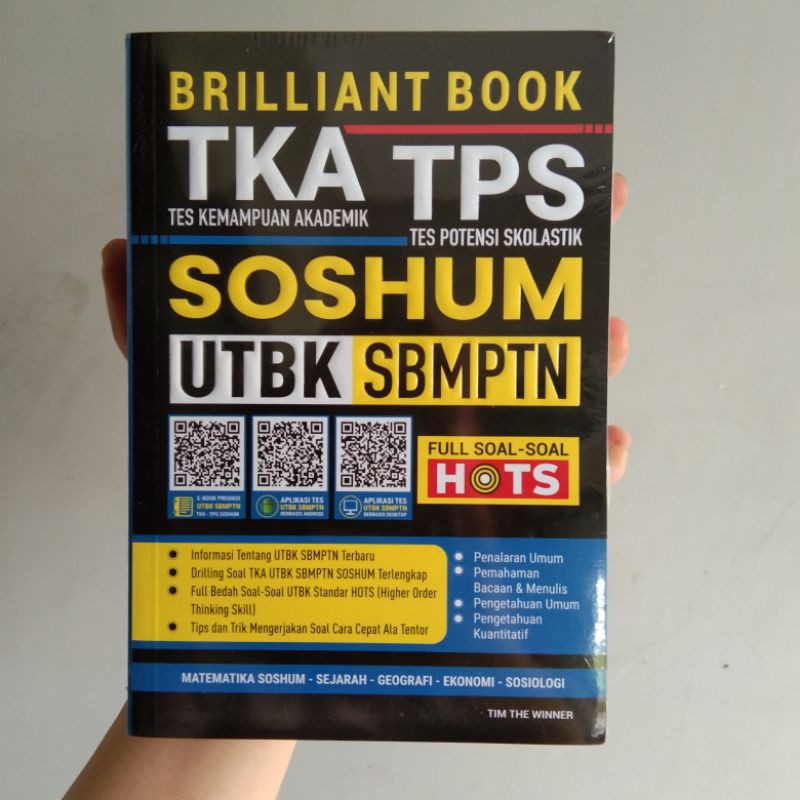 BRILLIANT BOOK
TKA
TES KEMAMPUAN AKADEMIK
TPS
TES POTENSI SKOLASTIK
SOSHUM
UTBK SBMPTN
E-BOOK PREDIKSI
UTBK SBMPTN
TKA - TPS SOSHUM
APLIKASI TES
UTBK SBMPTN
BERBASIS ANDROID
APLIKASI TES
UTBK SBMPTN
BERBASIS DESKTOP
FULL SOAL-SOAL
HOTS
Informasi Tentang UTBK SBMPTN Terbaru
Drilling Soal TKA UTBK SBMPTN SOSHUM Terlengkap
Full Bedah Soal-Soal UTBK Standar HOTS (Higher Order
Thinking Skill)
Tips dan Trik Mengerjakan Soal Cara Cepat Ala Tentor
Penalaran Umum
Pemahaman
Bacaan & Menulis
Pengetahuan Umum
Pengetahuan
Kuantitatif
MATEMATIKA SOSHUM - SEJARAH - GEOGRAFI - EKONOMI - SOSIOLOGI
TIM THE WINNER